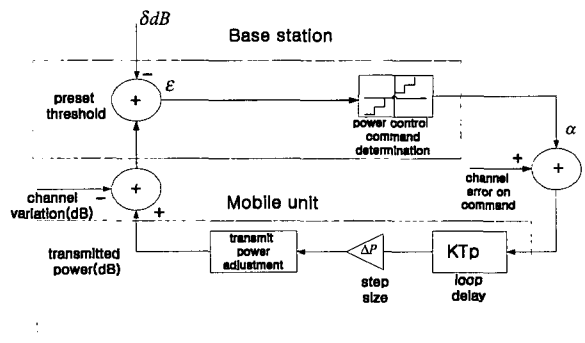 δdB
Base station
−
ε
preset
threshold
+
power control
command
determination
α
+
+
channel
error on
command
channel
variation(dB)
−
+
+
Mobile unit
transmitted
power(dB)
transmit
power
adjustment
ΔP
step
size
KTp
loop
delay